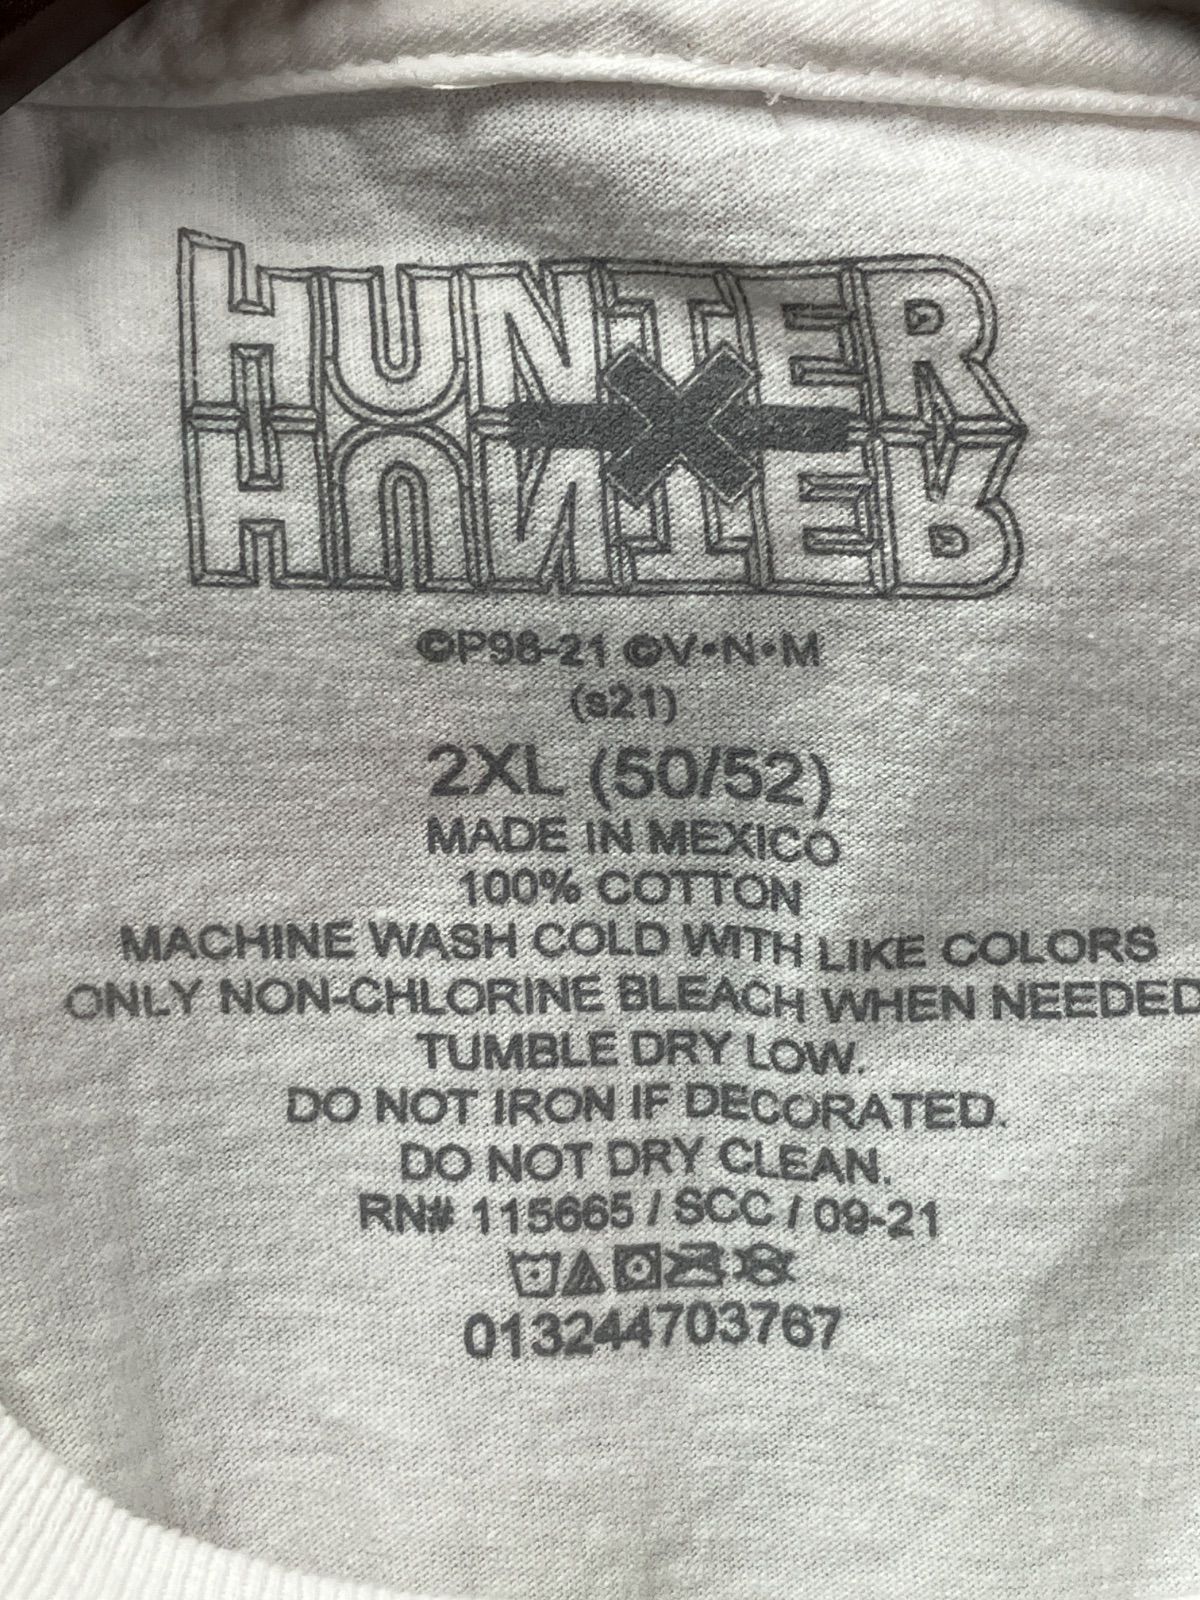 HUNTER
×
HUNTER
©P98-21 ©V•N•M
(s21)
2XL (50/52)
MADE IN MEXICO
100% COTTON
MACHINE WASH COLD WITH LIKE COLORS
ONLY NON-CHLORINE BLEACH WHEN NEEDED
TUMBLE DRY LOW.
DO NOT IRON IF DECORATED.
DO NOT DRY CLEAN.
RN# 115665 / SCC / 09-21
013244703767